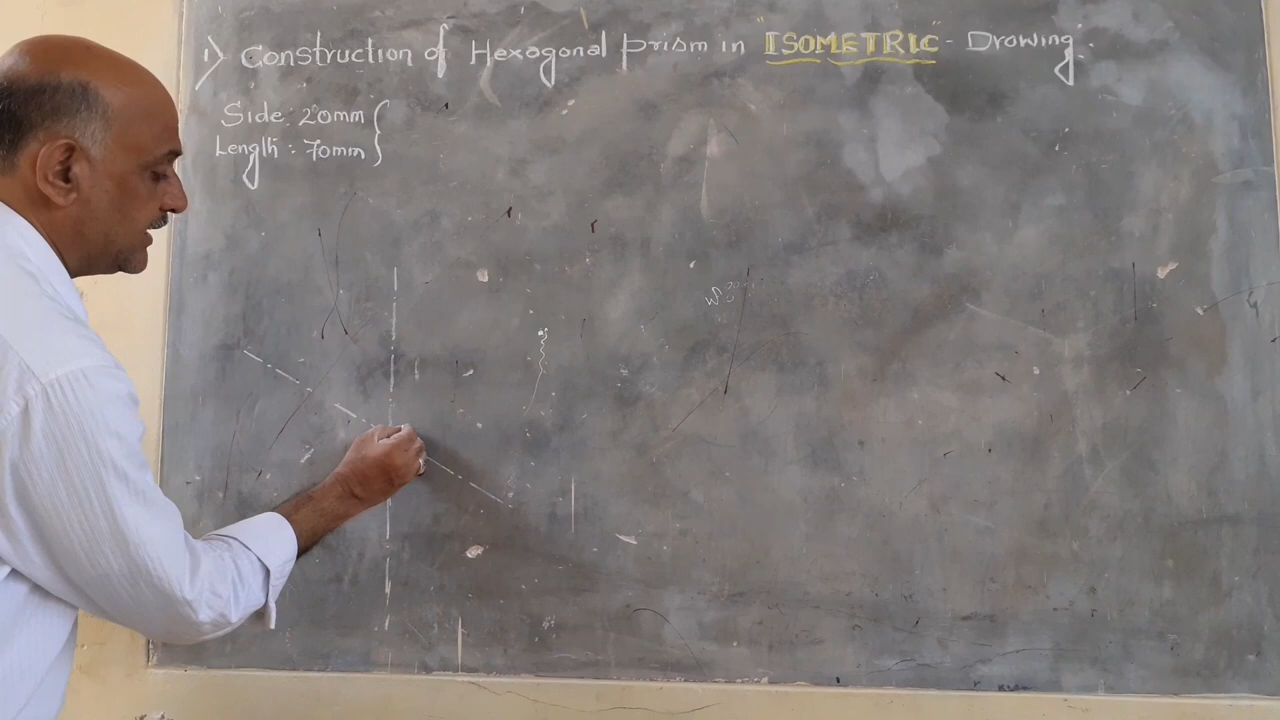 1) Construction of Hexogonal prism in "ISOMETRIC" - Drowing.
Side: 20mm
Length: 70mm